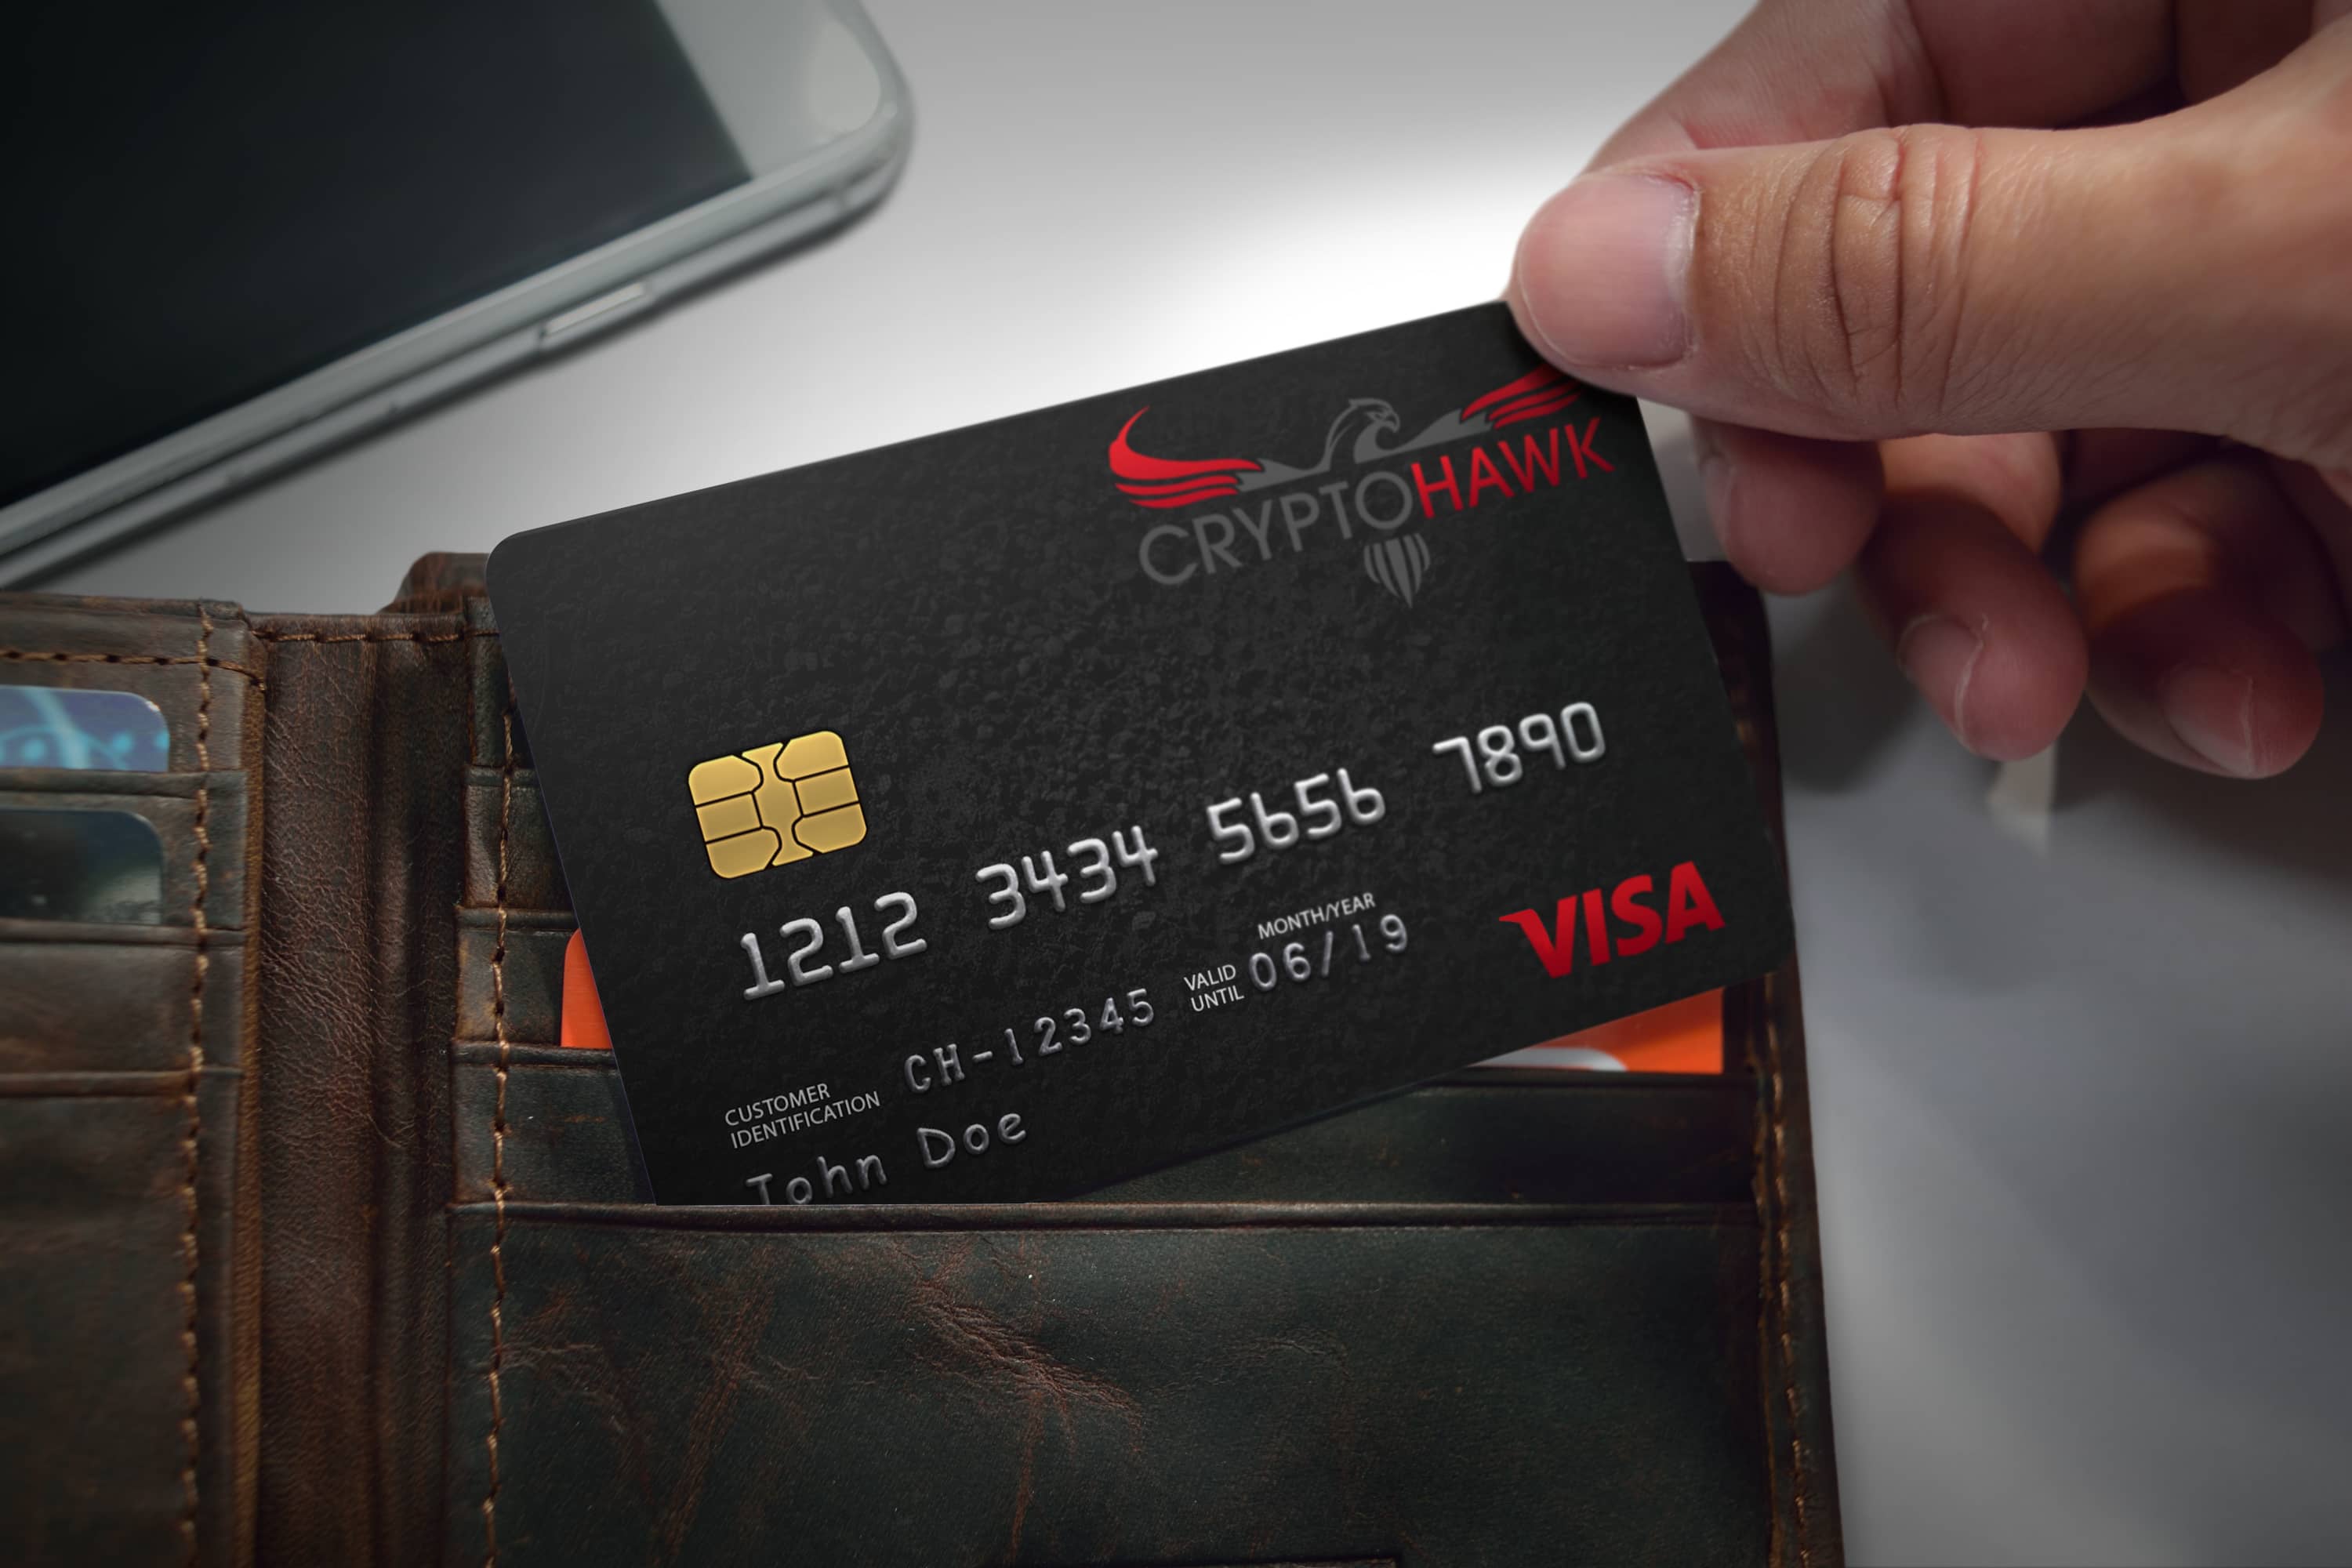 CRYPTOHAWK
1212 3434 5656 7890
MONTH/YEAR
VALID
UNTIL
06/19
CUSTOMER
IDENTIFICATION
CH-12345
John Doe
VISA